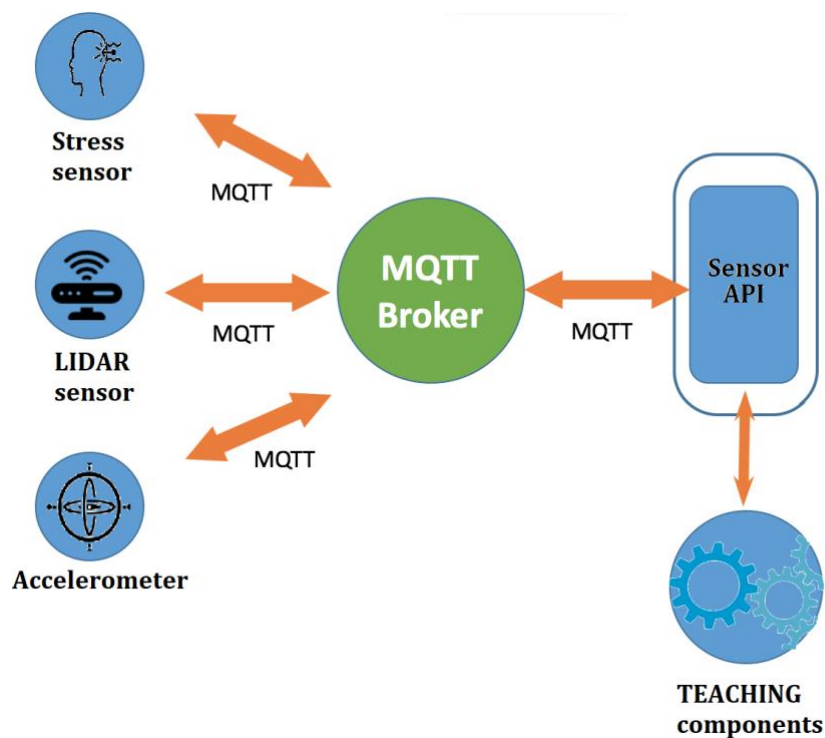 Stress
sensor
MQTT
LIDAR
sensor
MQTT
Accelerometer
MQTT
MQTT
Broker
MQTT
Sensor
API
TEACHING
components